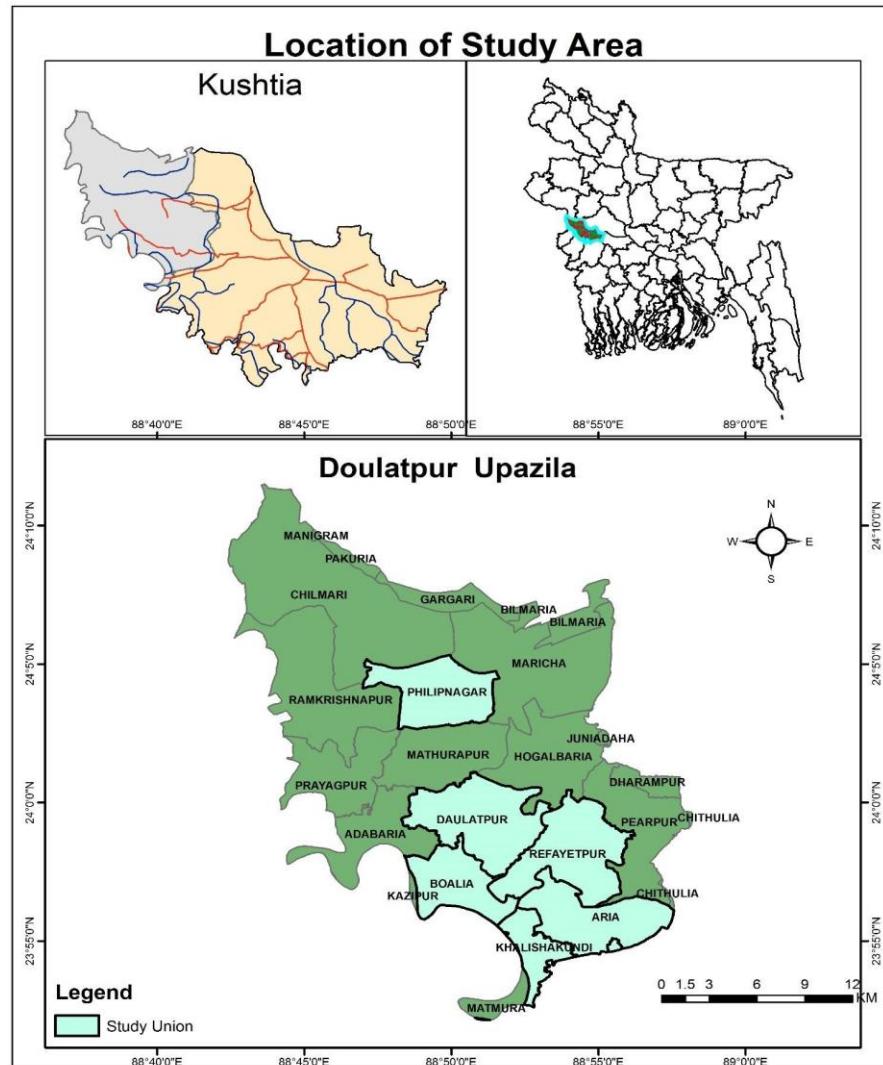 Location of Study Area
Kushtia
88°40'0"E 88°45'0"E 88°50'0"E 88°55'0"E 89°0'0"E
Doulatpur Upazila
N
W E
S
24°10'0"N 24°10'0"N
MANIGRAM
PAKURIA
CHILMARI
GARGARI
BILMARIA
BILMARIA
24°5'0"N 24°5'0"N
MARICHA
PHILIPNAGAR
RAMKRISHNAPUR
JUNIADAHA
MATHURAPUR
HOGALBARIA
PRAYAGPUR
DHARAMPUR
24°0'0"N 24°0'0"N
DAULATPUR
PEARPUR
CHITHULIA
ADABARIA
REFAYETPUR
BOALIA
KAZIPUR
CHITHULIA
ARIA
23°55'0"N 23°55'0"N
KHALISHAKUNDI
Legend
Study Union
MATMURA
0 1.5 3 6 9 12
KM
88°40'0"E 88°45'0"E 88°50'0"E 88°55'0"E 89°0'0"E